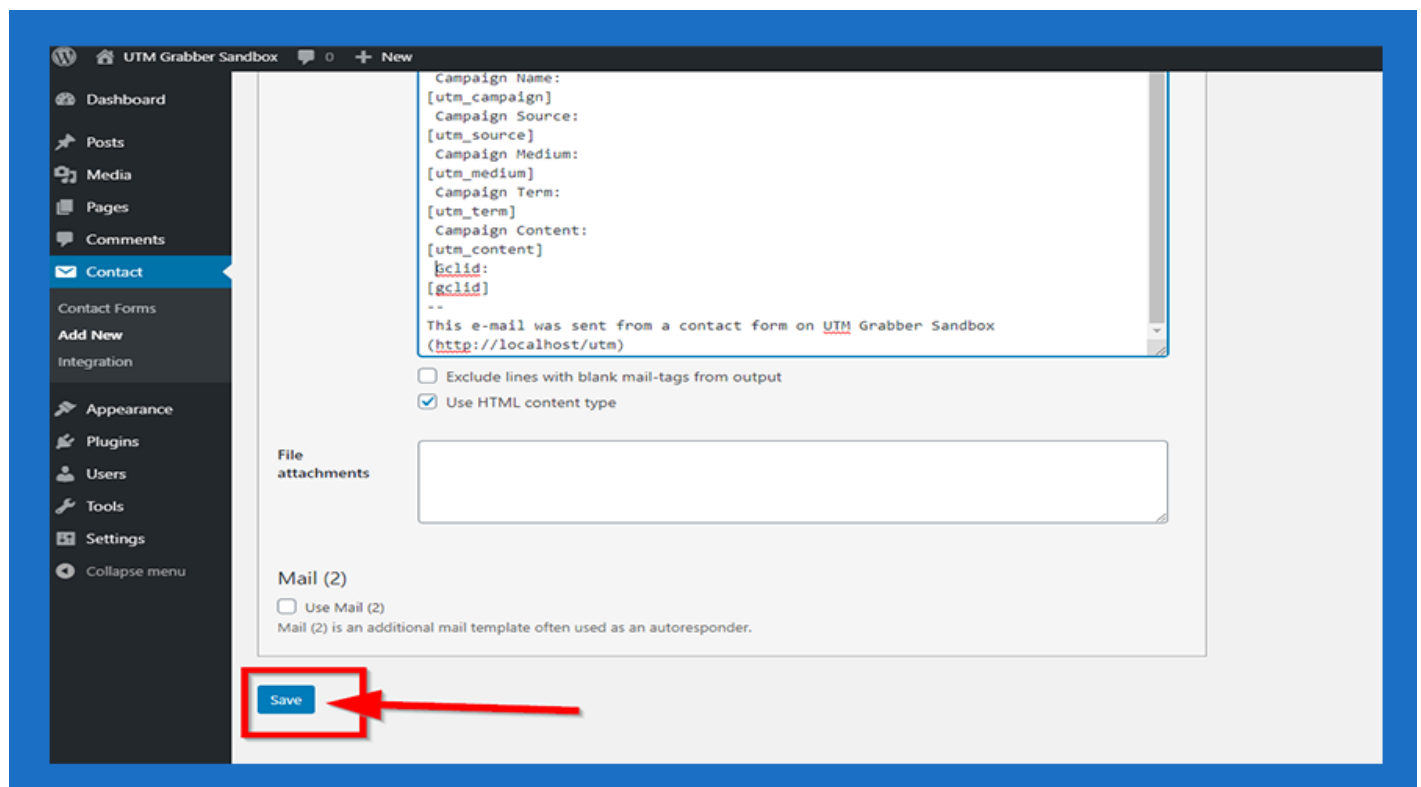 UTM Grabber Sandbox 0 + New
Dashboard
Posts
Media
Pages
Comments
Contact
Contact Forms
Add New
Integration
Appearance
Plugins
Users
Tools
Settings
Collapse menu
Campaign Name:
[utm_campaign]
Campaign Source:
[utm_source]
Campaign Medium:
[utm_medium]
Campaign Term:
[utm_term]
Campaign Content:
[utm_content]
Gclid:
[gclid]
--
This e-mail was sent from a contact form on UTM Grabber Sandbox
(http://localhost/utm)
Exclude lines with blank mail-tags from output
Use HTML content type
File
attachments
Mail (2)
Use Mail (2)
Mail (2) is an additional mail template often used as an autoresponder.
Save